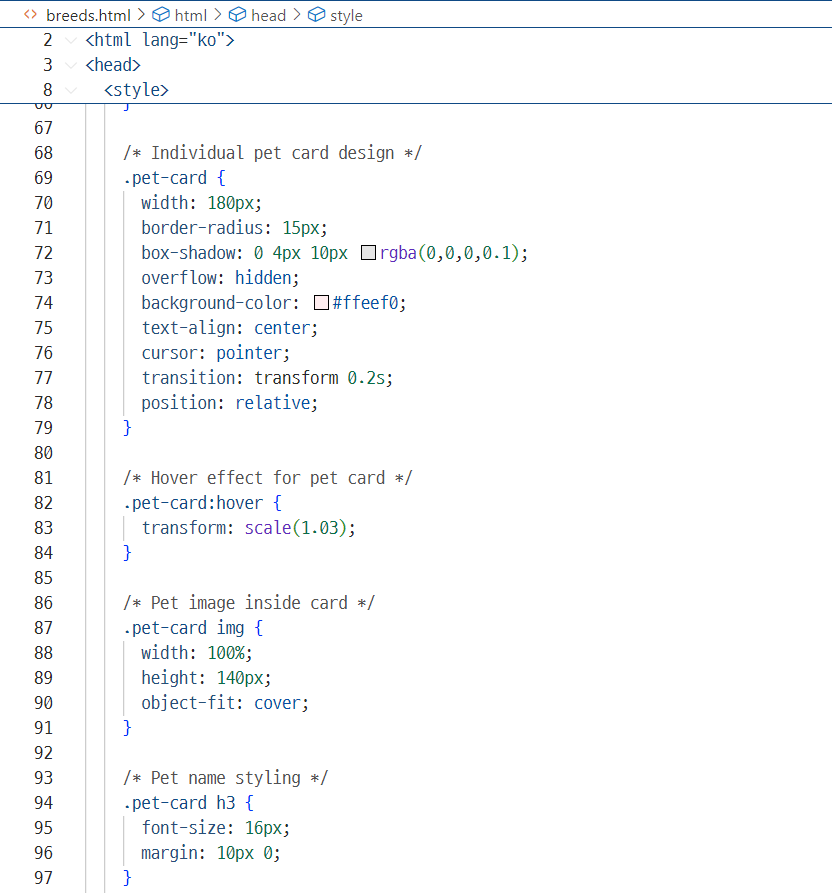 breeds.html > html > head > style
2 <html lang="ko">
3 <head>
8 <style>
66 }
67
68 /* Individual pet card design */
69 .pet-card {
70 width: 180px;
71 border-radius: 15px;
72 box-shadow: 0 4px 10px rgba(0,0,0,0.1);
73 overflow: hidden;
74 background-color: #ffeef0;
75 text-align: center;
76 cursor: pointer;
77 transition: transform 0.2s;
78 position: relative;
79 }
80
81 /* Hover effect for pet card */
82 .pet-card:hover {
83 transform: scale(1.03);
84 }
85
86 /* Pet image inside card */
87 .pet-card img {
88 width: 100%;
89 height: 140px;
90 object-fit: cover;
91 }
92
93 /* Pet name styling */
94 .pet-card h3 {
95 font-size: 16px;
96 margin: 10px 0;
97 }